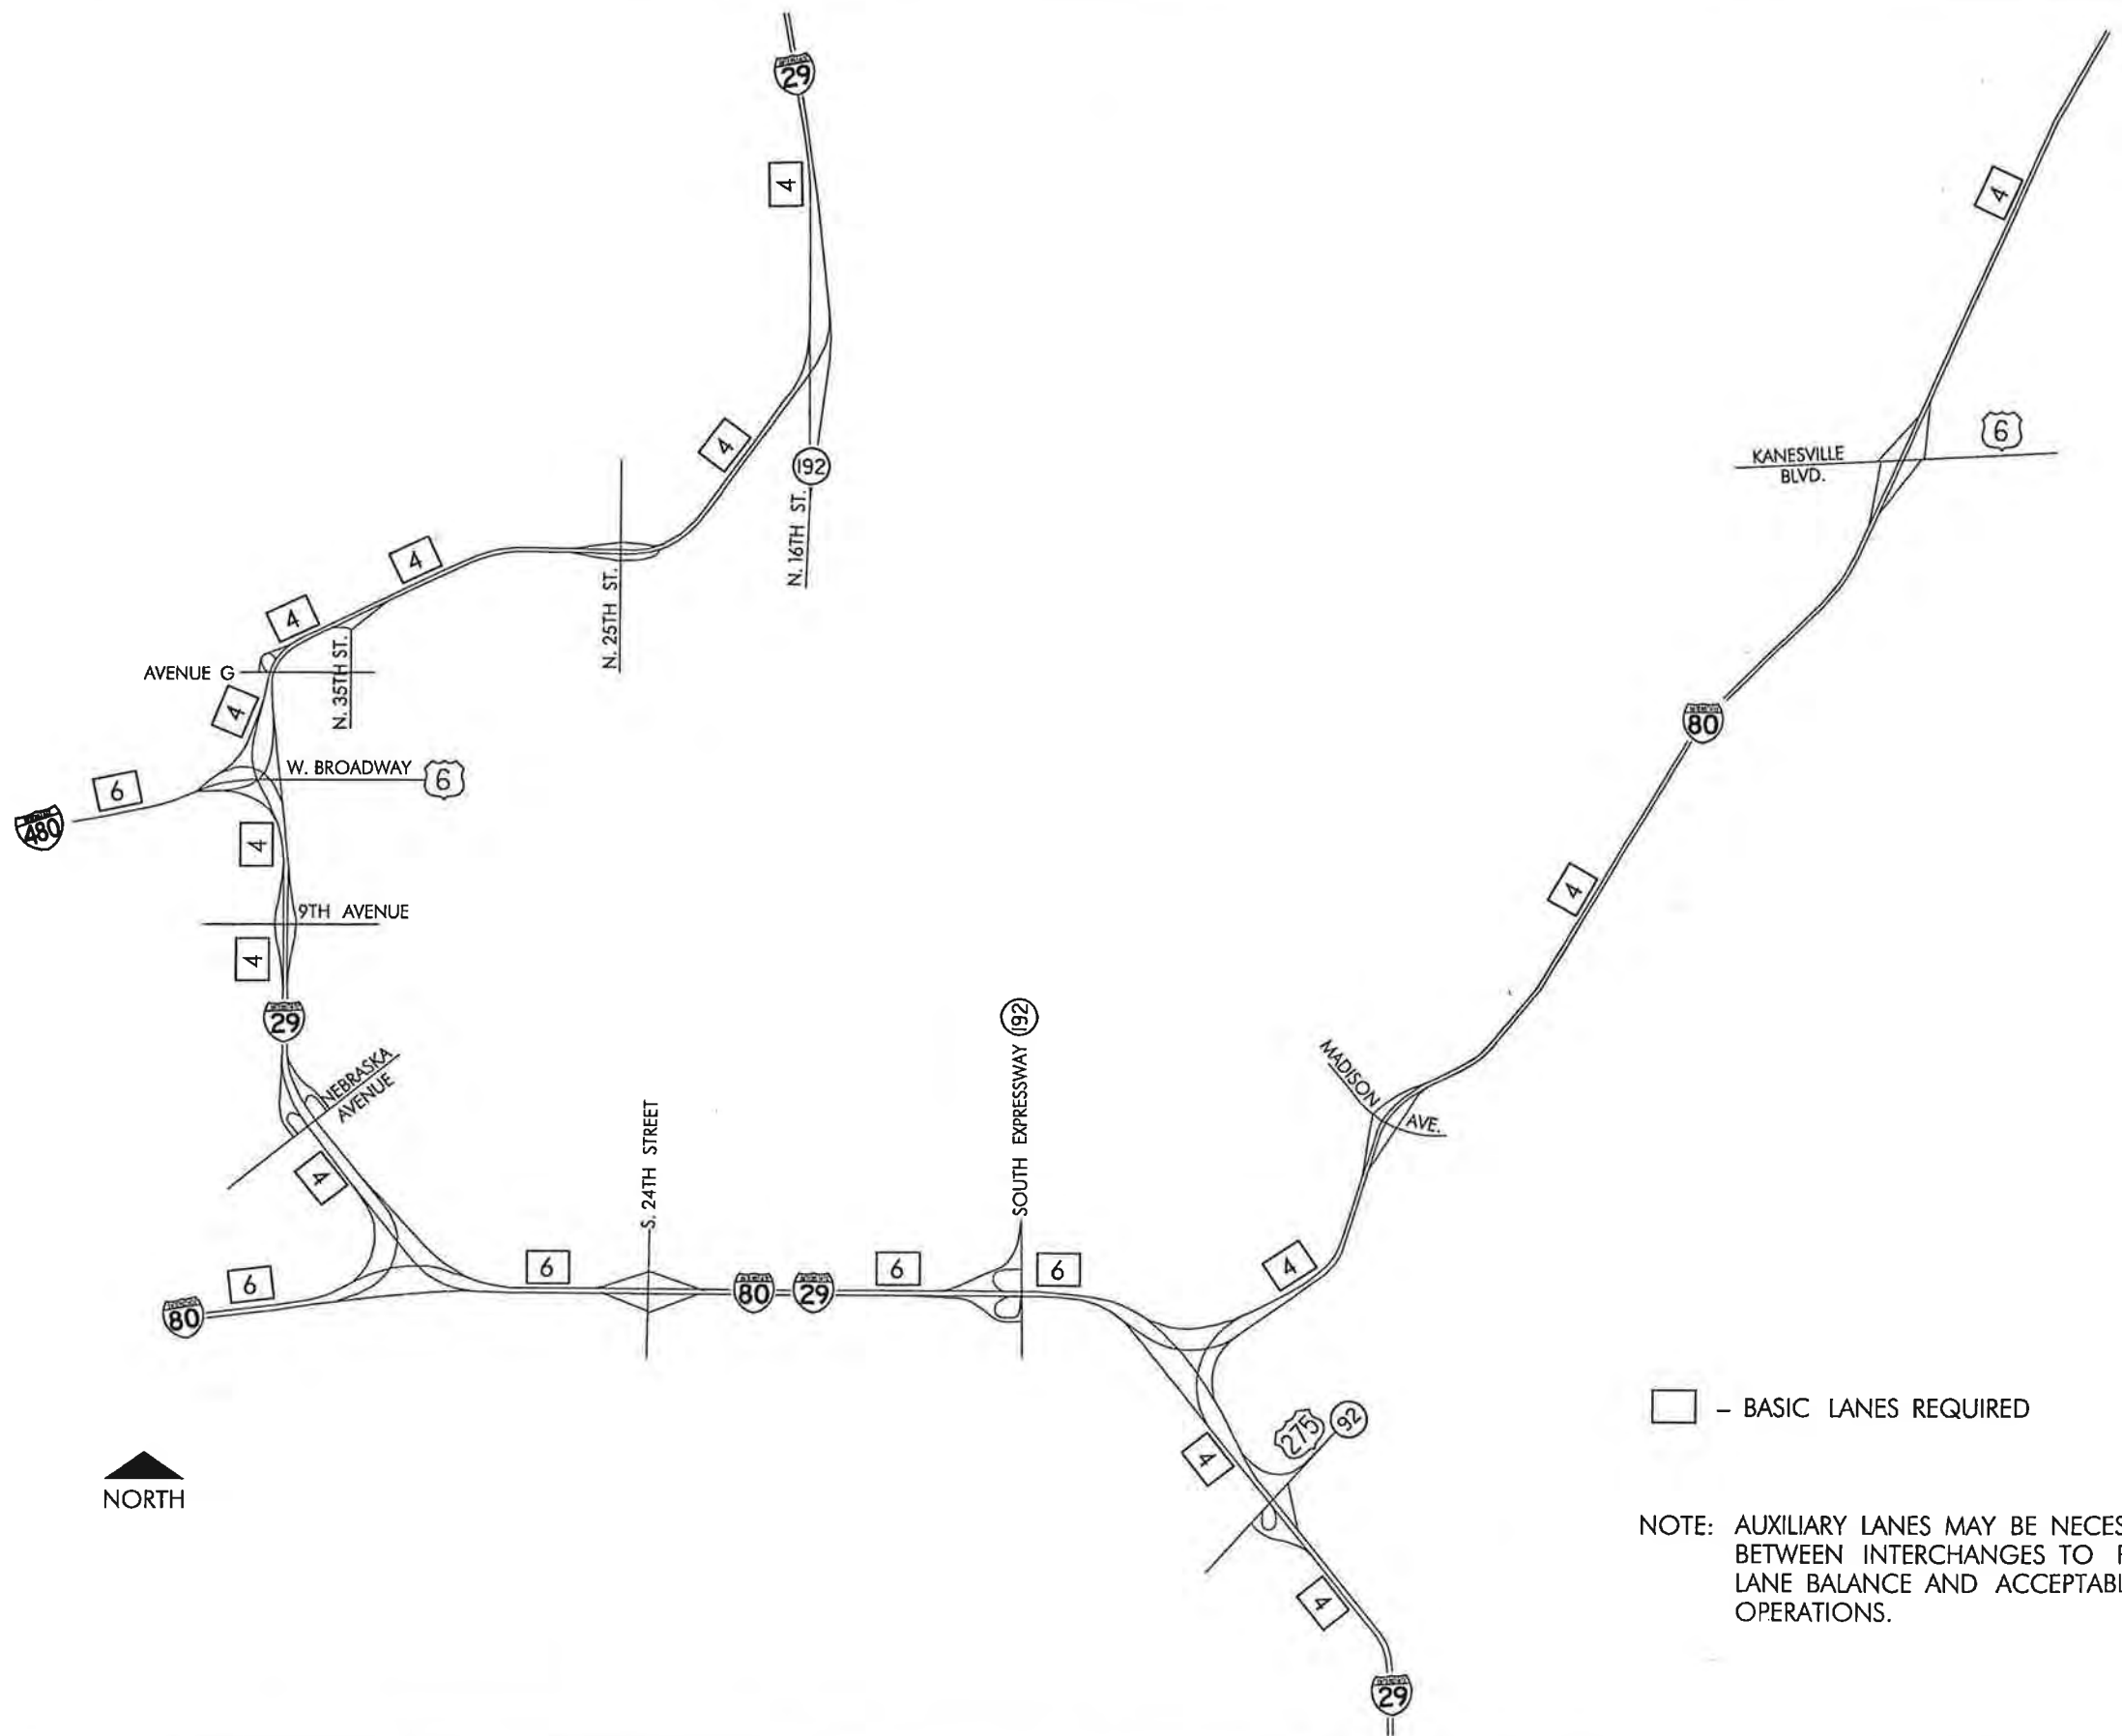 29
4
4
KANESVILLE
BLVD.
6
4
192
N. 16TH ST.
4
N. 25TH ST.
4
AVENUE G
N. 35TH ST.
4
80
W. BROADWAY
6
6
480
4
4
9TH AVENUE
4
29
SOUTH EXPRESSWAY
192
NEBRASKA
AVENUE
MADISON
AVE.
S. 24TH STREET
4
6
80
6
80
29
6
6
4
4
275
92
4
29
NORTH
– BASIC LANES REQUIRED
NOTE: AUXILIARY LANES MAY BE
BETWEEN INTERCHANGES TO
LANE BALANCE AND
OPERATIONS.